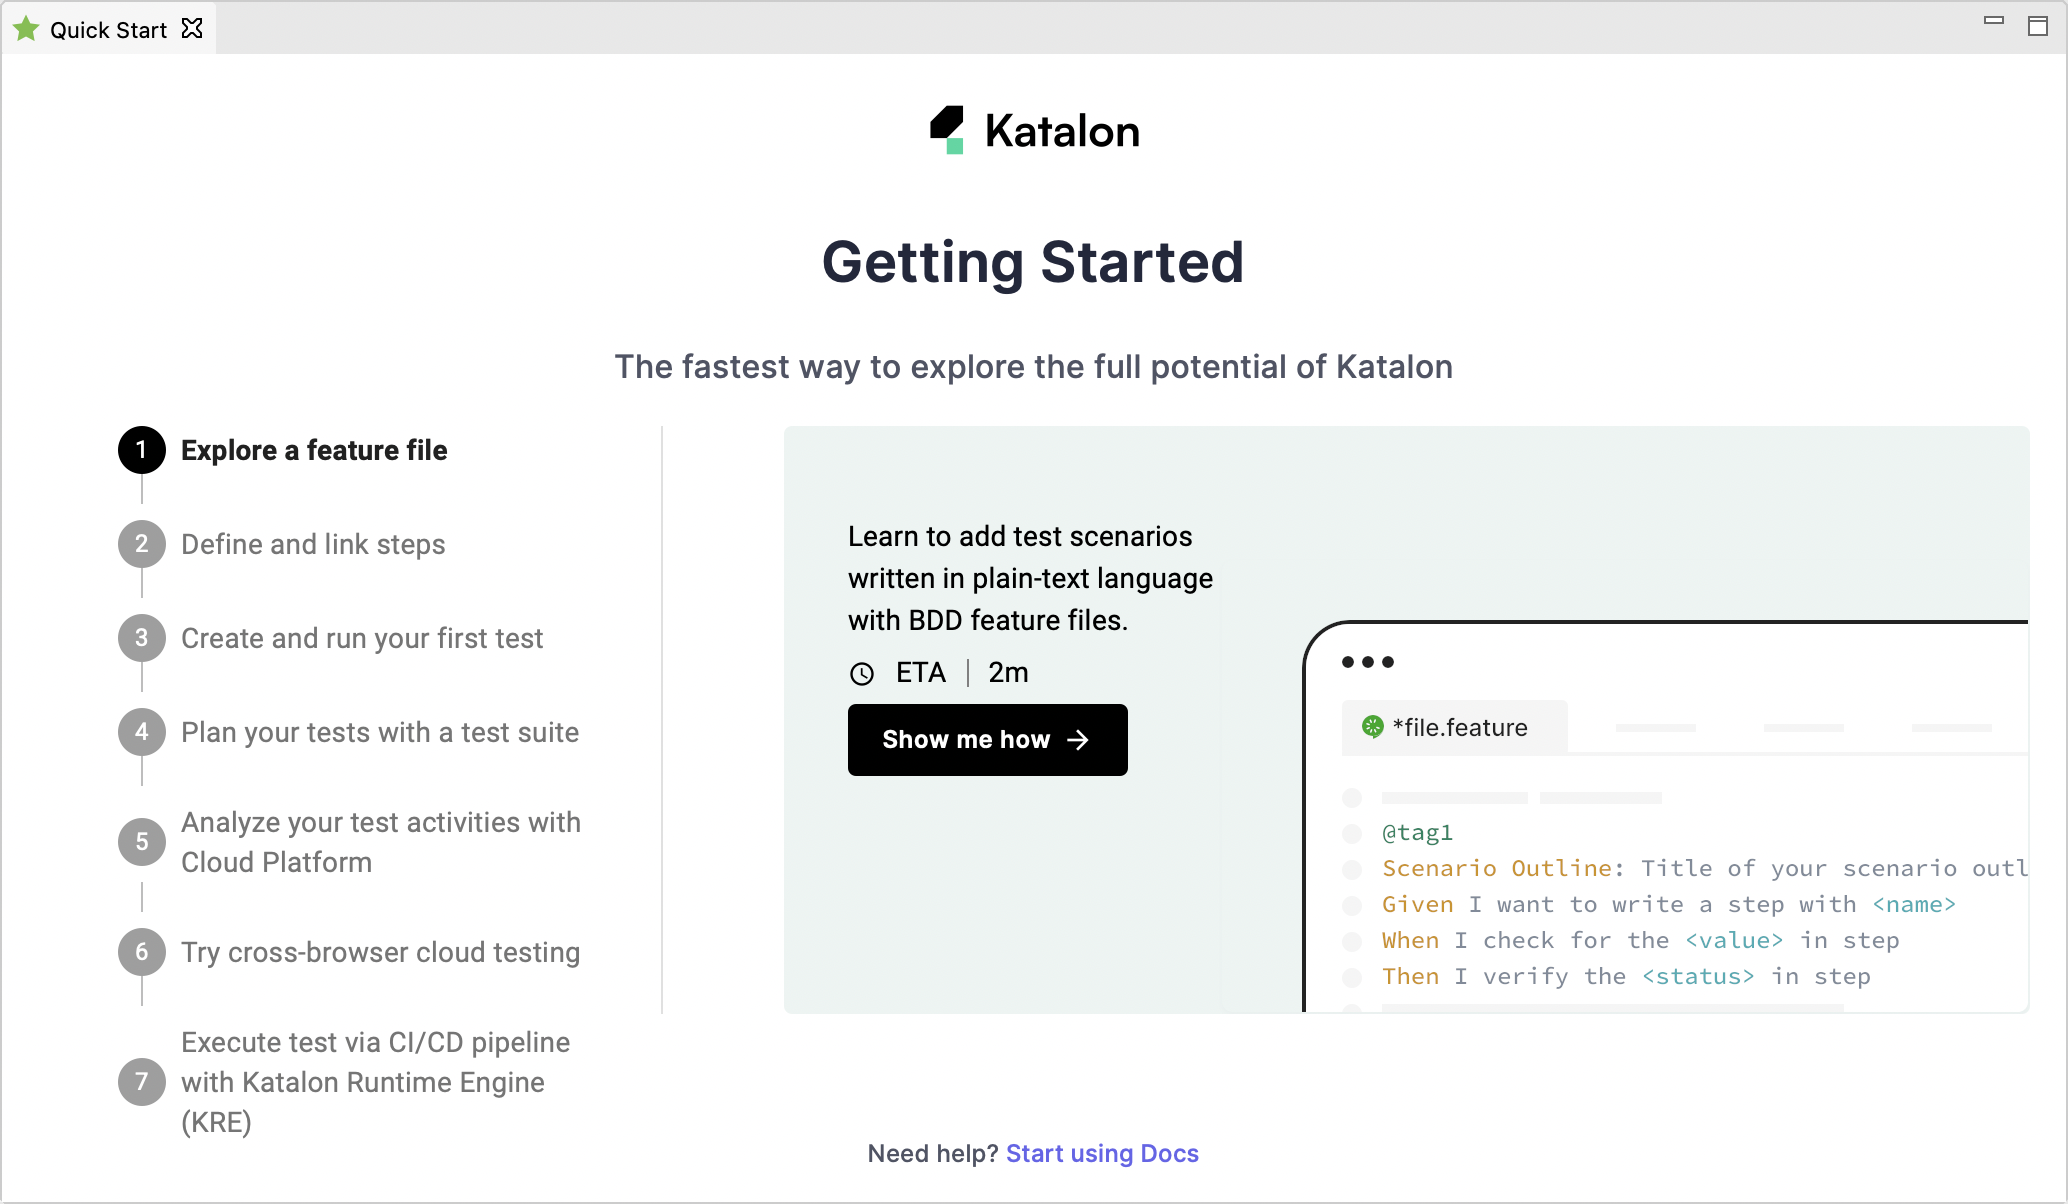 Quick Start
Katalon
Getting Started
The fastest way to explore the full potential of Katalon
1 Explore a feature file
2 Define and link steps
3 Create and run your first test
4 Plan your tests with a test suite
5 Analyze your test activities with
Cloud Platform
6 Try cross-browser cloud testing
7 Execute test via CI/CD pipeline
with Katalon Runtime Engine
(KRE)
Learn to add test scenarios
written in plain-text language
with BDD feature files.
ETA | 2m
Show me how →
*file.feature
@tag1
Scenario Outline: Title of your scenario outl
Given I want to write a step with <name>
When I check for the <value> in step
Then I verify the <status> in step
Need help? Start using Docs